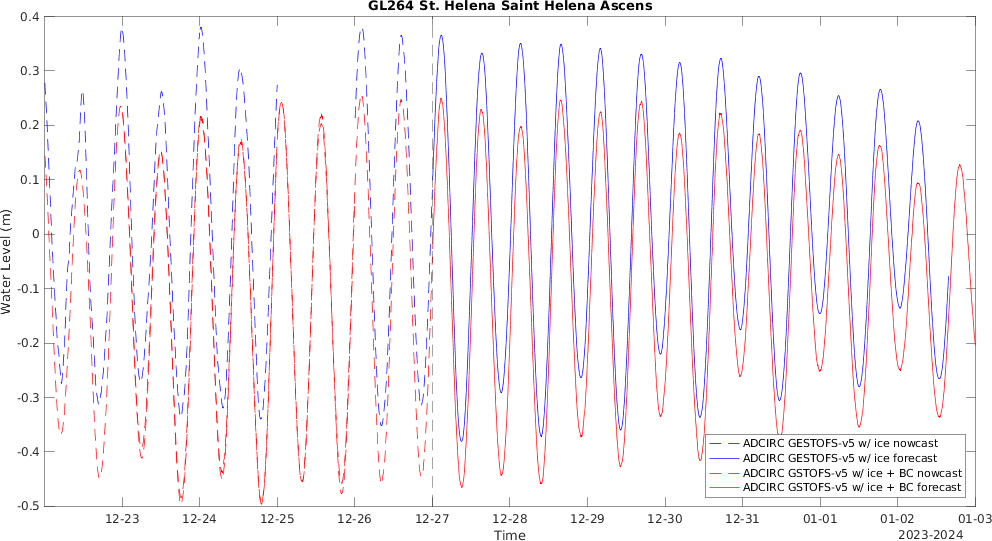 GL264 St. Helena Saint Helena Ascens
Water Level (m)
0.4
0.3
0.2
0.1
0
-0.1
-0.2
-0.3
-0.4
-0.5
ADCIRC GESTOFS-v5 w/ ice nowcast
ADCIRC GESTOFS-v5 w/ ice forecast
ADCIRC GSTOFS-v5 w/ ice + BC nowcast
ADCIRC GSTOFS-v5 w/ ice + BC forecast
12-23 12-24 12-25 12-26 12-27 12-28 12-29 12-30 12-31 01-01 01-02 01-03
Time
2023-2024